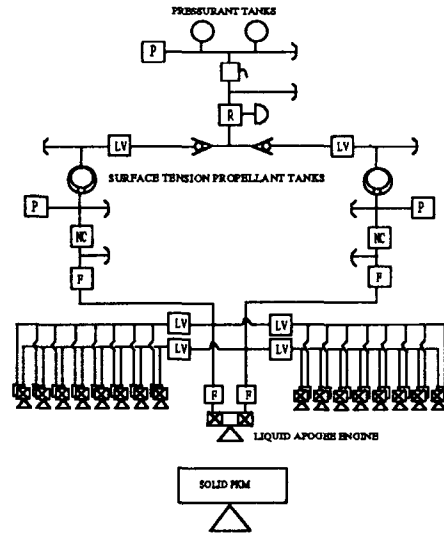 PRESSURANT TANKS
P
R
LV
LV
SURFACE TENSION PROPELLANT TANKS
P
P
NC
NC
F
F
LV
LV
LV
LV
F
F
LIQUID APOGEE ENGINE
SOLID PKM